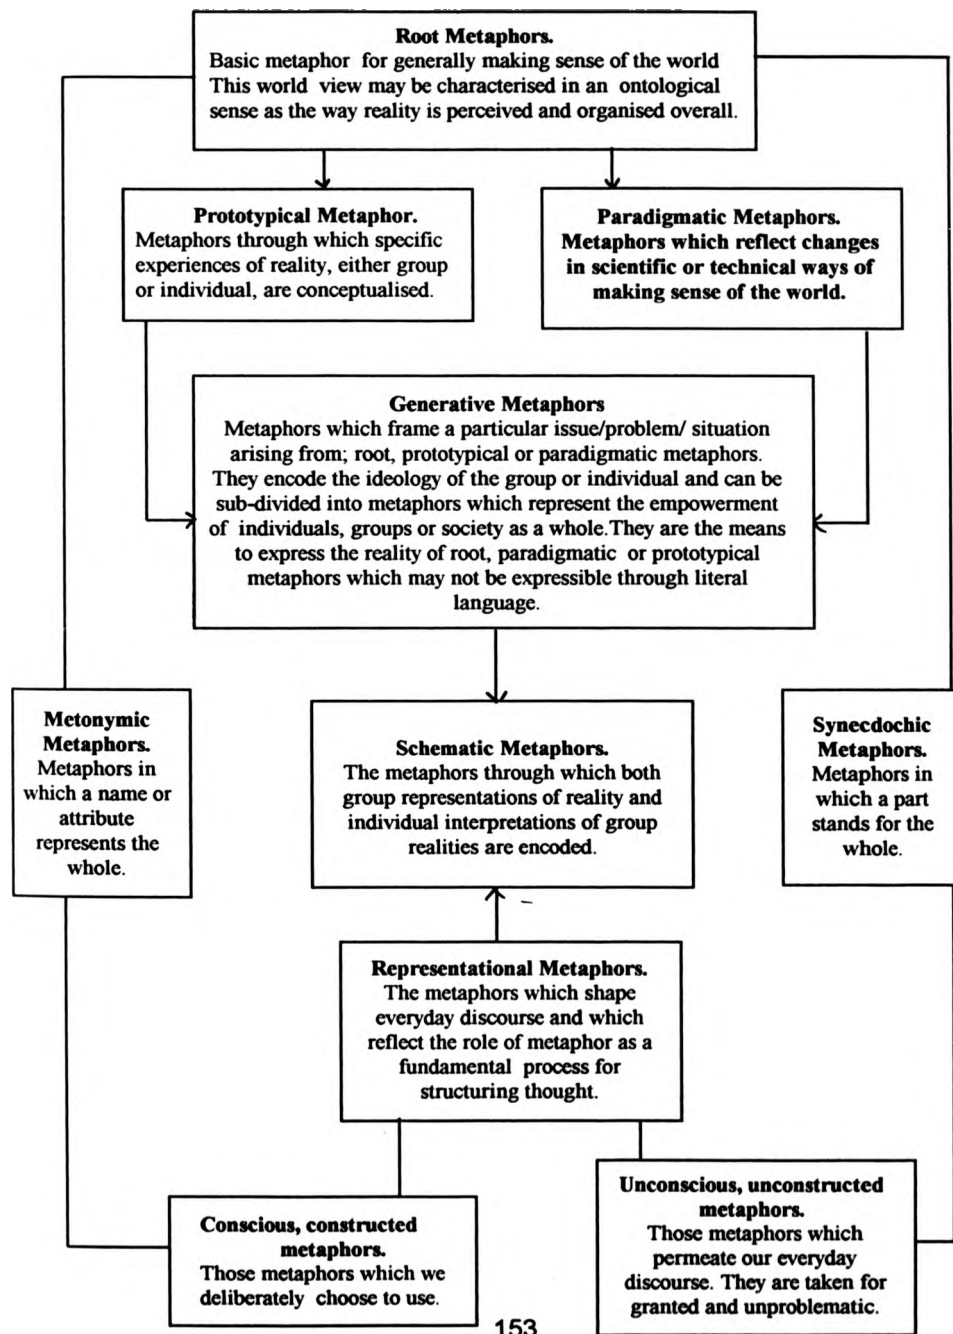 Root Metaphors.
Basic metaphor for generally making sense of the world
This world view may be characterised in an ontological
sense as the way reality is perceived and organised overall.
Prototypical Metaphor.
Metaphors through which specific
experiences of reality, either group
or individual, are conceptualised.
Paradigmatic Metaphors.
Metaphors which reflect changes
in scientific or technical ways of
making sense of the world.
Generative Metaphors
Metaphors which frame a particular issue/problem/ situation
arising from; root, prototypical or paradigmatic metaphors.
They encode the ideology of the group or individual and can be
sub-divided into metaphors which represent the empowerment
of individuals, groups or society as a whole.They are the means
to express the reality of root, paradigmatic or prototypical
metaphors which may not be expressible through literal
language.
Metonymic
Metaphors.
Metaphors in
which a name or
attribute
represents the
whole.
Schematic Metaphors.
The metaphors through which both
group representations of reality and
individual interpretations of group
realities are encoded.
Synecdochic
Metaphors.
Metaphors in
which a part
stands for the
whole.
Representational Metaphors.
The metaphors which shape
everyday discourse and which
reflect the role of metaphor as a
fundamental process for
structuring thought.
Conscious, constructed
metaphors.
Those metaphors which we
deliberately choose to use.
Unconscious, unconstructed
metaphors.
Those metaphors which
permeate our everyday
discourse. They are taken for
granted and unproblematic.
153